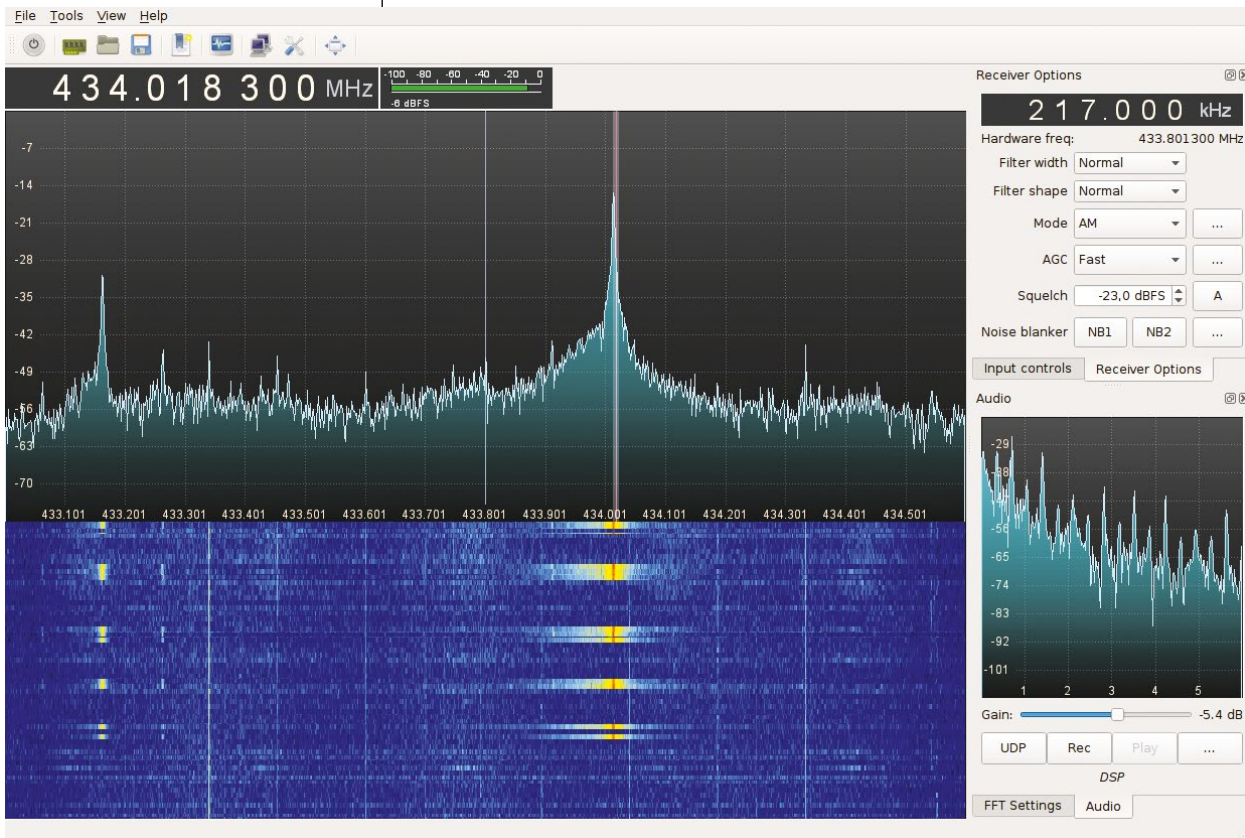 File Tools View Help
434.018 300 MHz
-100 -80 -60 -40 -20 0
-6 dBFS
-7
-14
-21
-28
-35
-42
-49
-56
-63
-70
433.101 433.201 433.301 433.401 433.501 433.601 433.701 433.801 433.901 434.001 434.101 434.201 434.301 434.401 434.501
Receiver Options
217.000 kHz
Hardware freq: 433.801300 MHz
Filter width Normal
Filter shape Normal
Mode AM ...
AGC Fast ...
Squelch -23,0 dBFS A
Noise blanker NB1 NB2 ...
Input controls Receiver Options
Audio
-29
-38
-56
-65
-74
-83
-92
-101
1 2 3 4 5
Gain: -5.4 dB
UDP Rec Play ...
DSP
FFT Settings Audio